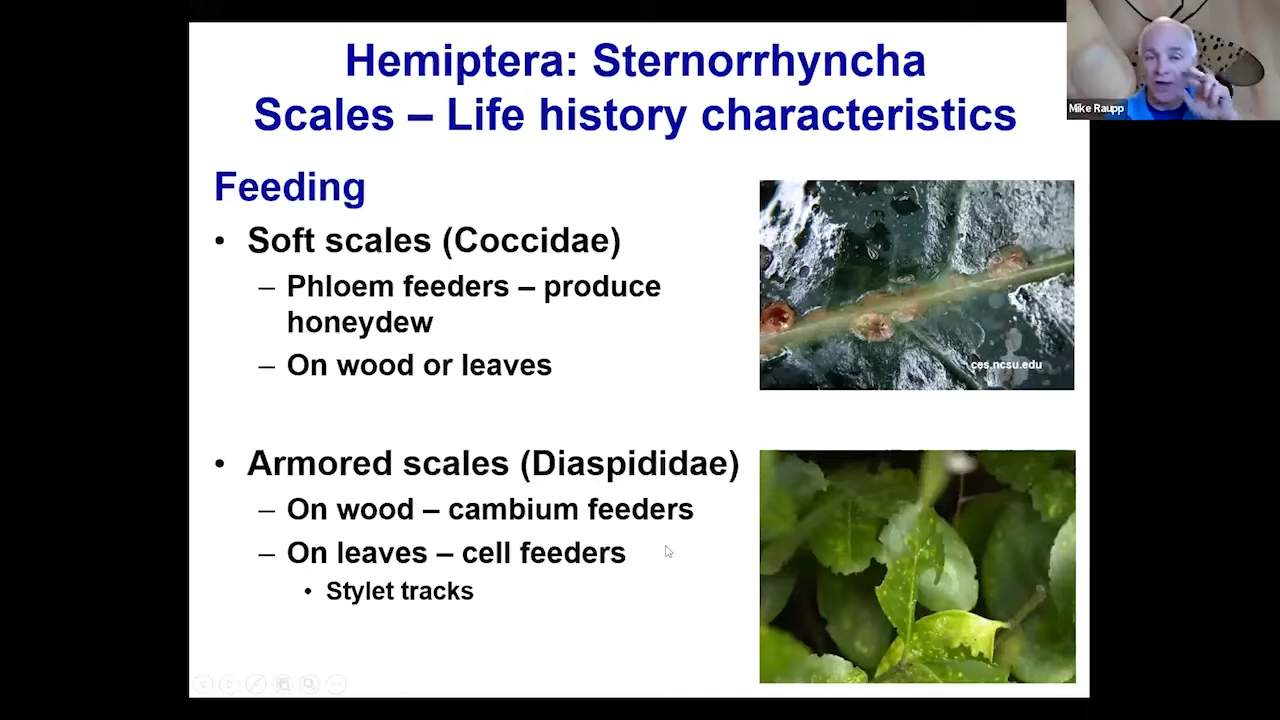 Hemiptera: Sternorrhyncha
Scales – Life history characteristics
Mike Raupp
Feeding
• Soft scales (Coccidae)
– Phloem feeders – produce
honeydew
– On wood or leaves
ces.ncsu.edu
• Armored scales (Diaspididae)
– On wood – cambium feeders
– On leaves – cell feeders
• Stylet tracks